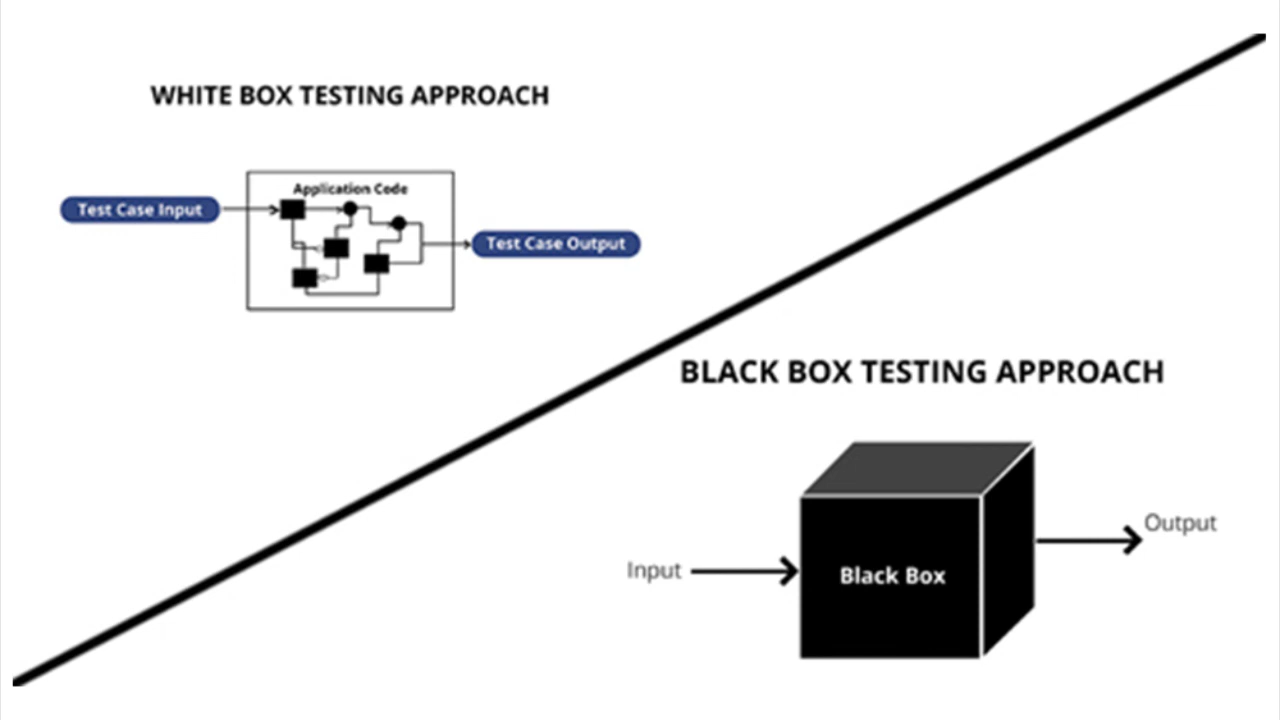 WHITE BOX TESTING APPROACH
Application Code
Test Case Input
Test Case Output
BLACK BOX TESTING APPROACH
Input
Black Box
Output